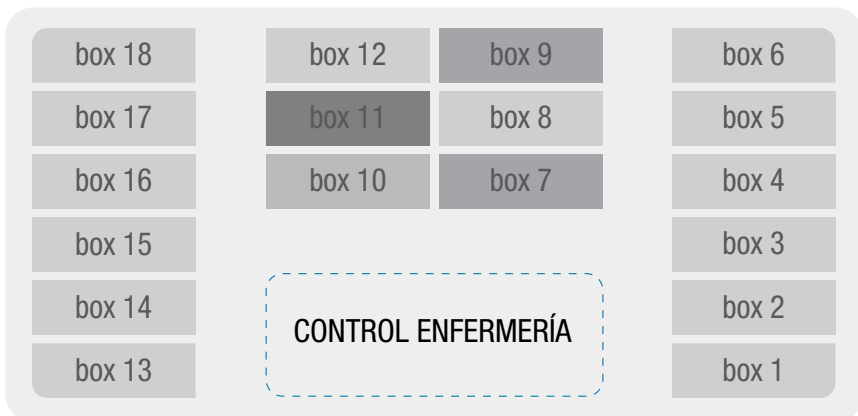 box 18 box 12 box 9 box 6
box 17 box 11 box 8 box 5
box 16 box 10 box 7 box 4
box 15 box 3
box 14 box 2
CONTROL ENFERMERÍA
box 13 box 1